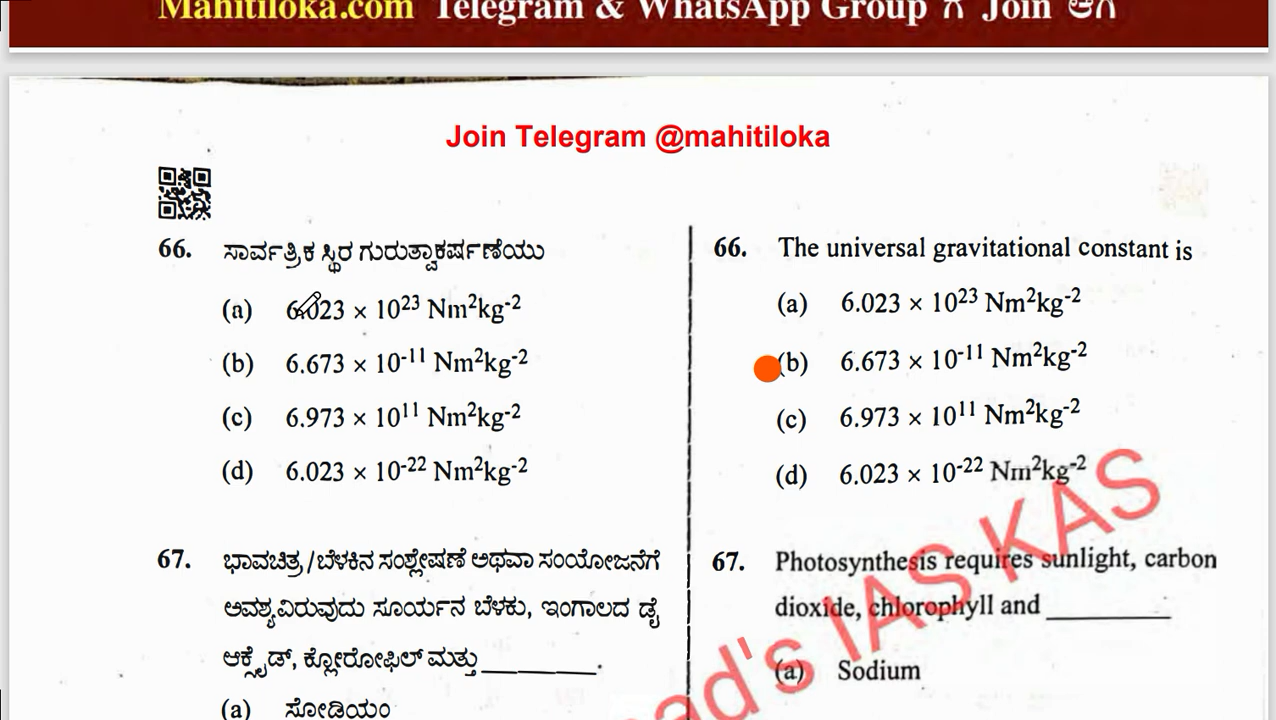 Mahitiloka.com Telegram & WhatsApp Group ಗೆ Join ಆಗಿ
Join Telegram @mahitiloka
66. ಸಾರ್ವತ್ರಿಕ ಸ್ಥಿರ ಗುರುತ್ವಾಕರ್ಷಣೆಯು
(a) 6.023 × 10²³ Nm²kg⁻²
(b) 6.673 × 10⁻¹¹ Nm²kg⁻²
(c) 6.973 × 10¹¹ Nm²kg⁻²
(d) 6.023 × 10⁻²² Nm²kg⁻²
67. ಭಾವಚಿತ್ರ/ಬೆಳಕಿನ ಸಂಶ್ಲೇಷಣೆ ಅಥವಾ ಸಂಯೋಜನೆಗೆ
ಅವಶ್ಯವಿರುವುದು ಸೂರ್ಯನ ಬೆಳಕು, ಇಂಗಾಲದ ಡೈ
ಆಕ್ಸೈಡ್, ಕ್ಲೋರೋಫಿಲ್ ಮತ್ತು __________.
(a) ಸೋಡಿಯಂ
66. The universal gravitational constant is
(a) 6.023 × 10²³ Nm²kg⁻²
(b) 6.673 × 10⁻¹¹ Nm²kg⁻²
(c) 6.973 × 10¹¹ Nm²kg⁻²
(d) 6.023 × 10⁻²² Nm²kg⁻²
67. Photosynthesis requires sunlight, carbon
dioxide, chlorophyll and __________
(a) Sodium
IAS KAS